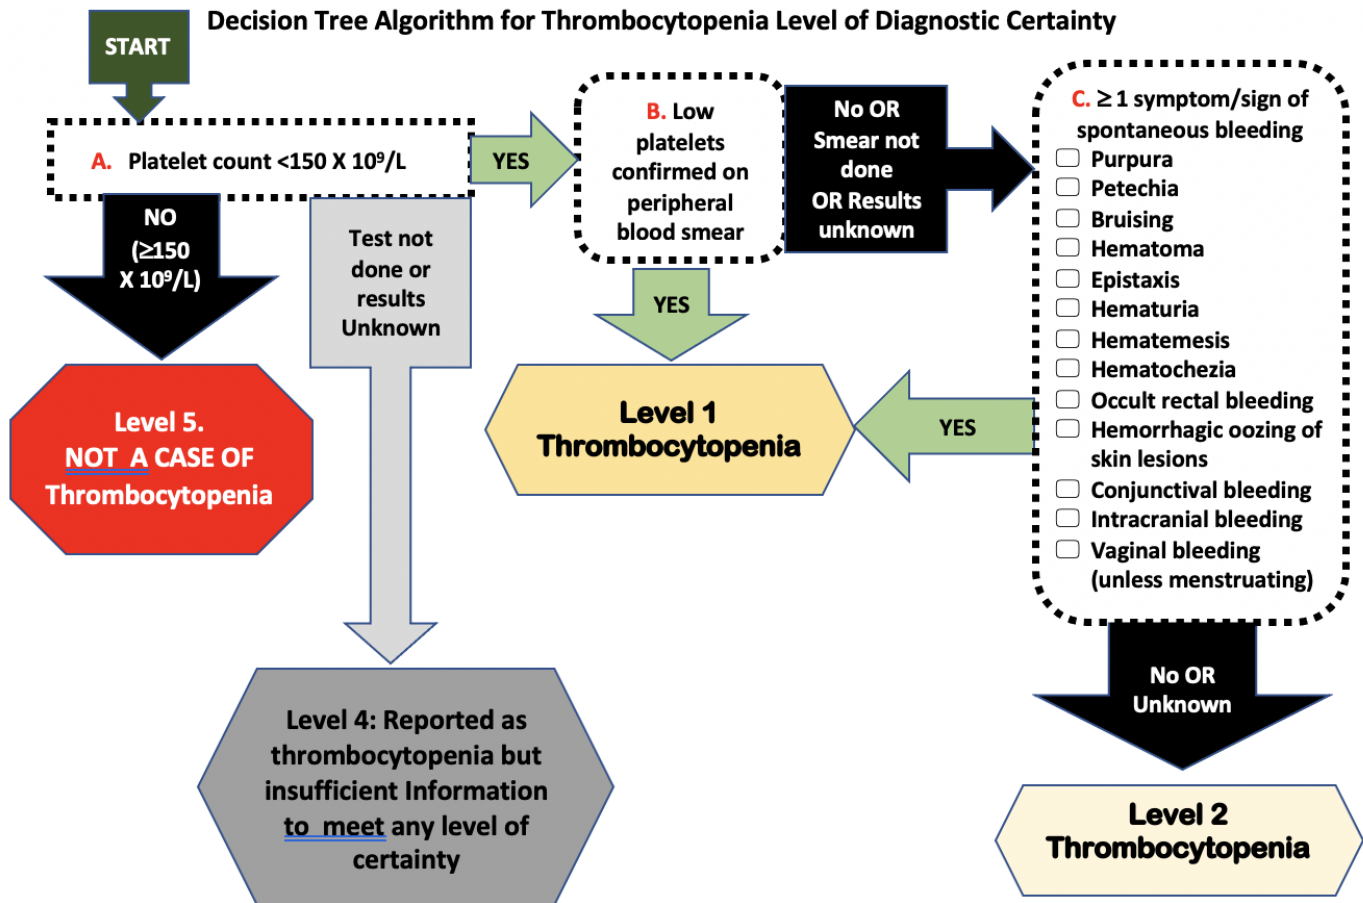 Decision Tree Algorithm for Thrombocytopenia Level of Diagnostic Certainty
START
A. Platelet count <150 X 10⁹/L
YES
B. Low
platelets
confirmed on
peripheral
blood smear
No OR
Smear not
done
OR Results
unknown
C. ≥ 1 symptom/sign of
spontaneous bleeding
Purpura
Petechia
Bruising
Hematoma
Epistaxis
Hematuria
Hematemesis
Hematochezia
Occult rectal bleeding
Hemorrhagic oozing of
skin lesions
Conjunctival bleeding
Intracranial bleeding
Vaginal bleeding
(unless menstruating)
NO
(≥150
X 10⁹/L)
Test not
done or
results
Unknown
YES
YES
Level 5.
NOT A CASE OF
Thrombocytopenia
Level 1
Thrombocytopenia
No OR
Unknown
Level 4: Reported as
thrombocytopenia but
insufficient Information
to meet any level of
certainty
Level 2
Thrombocytopenia